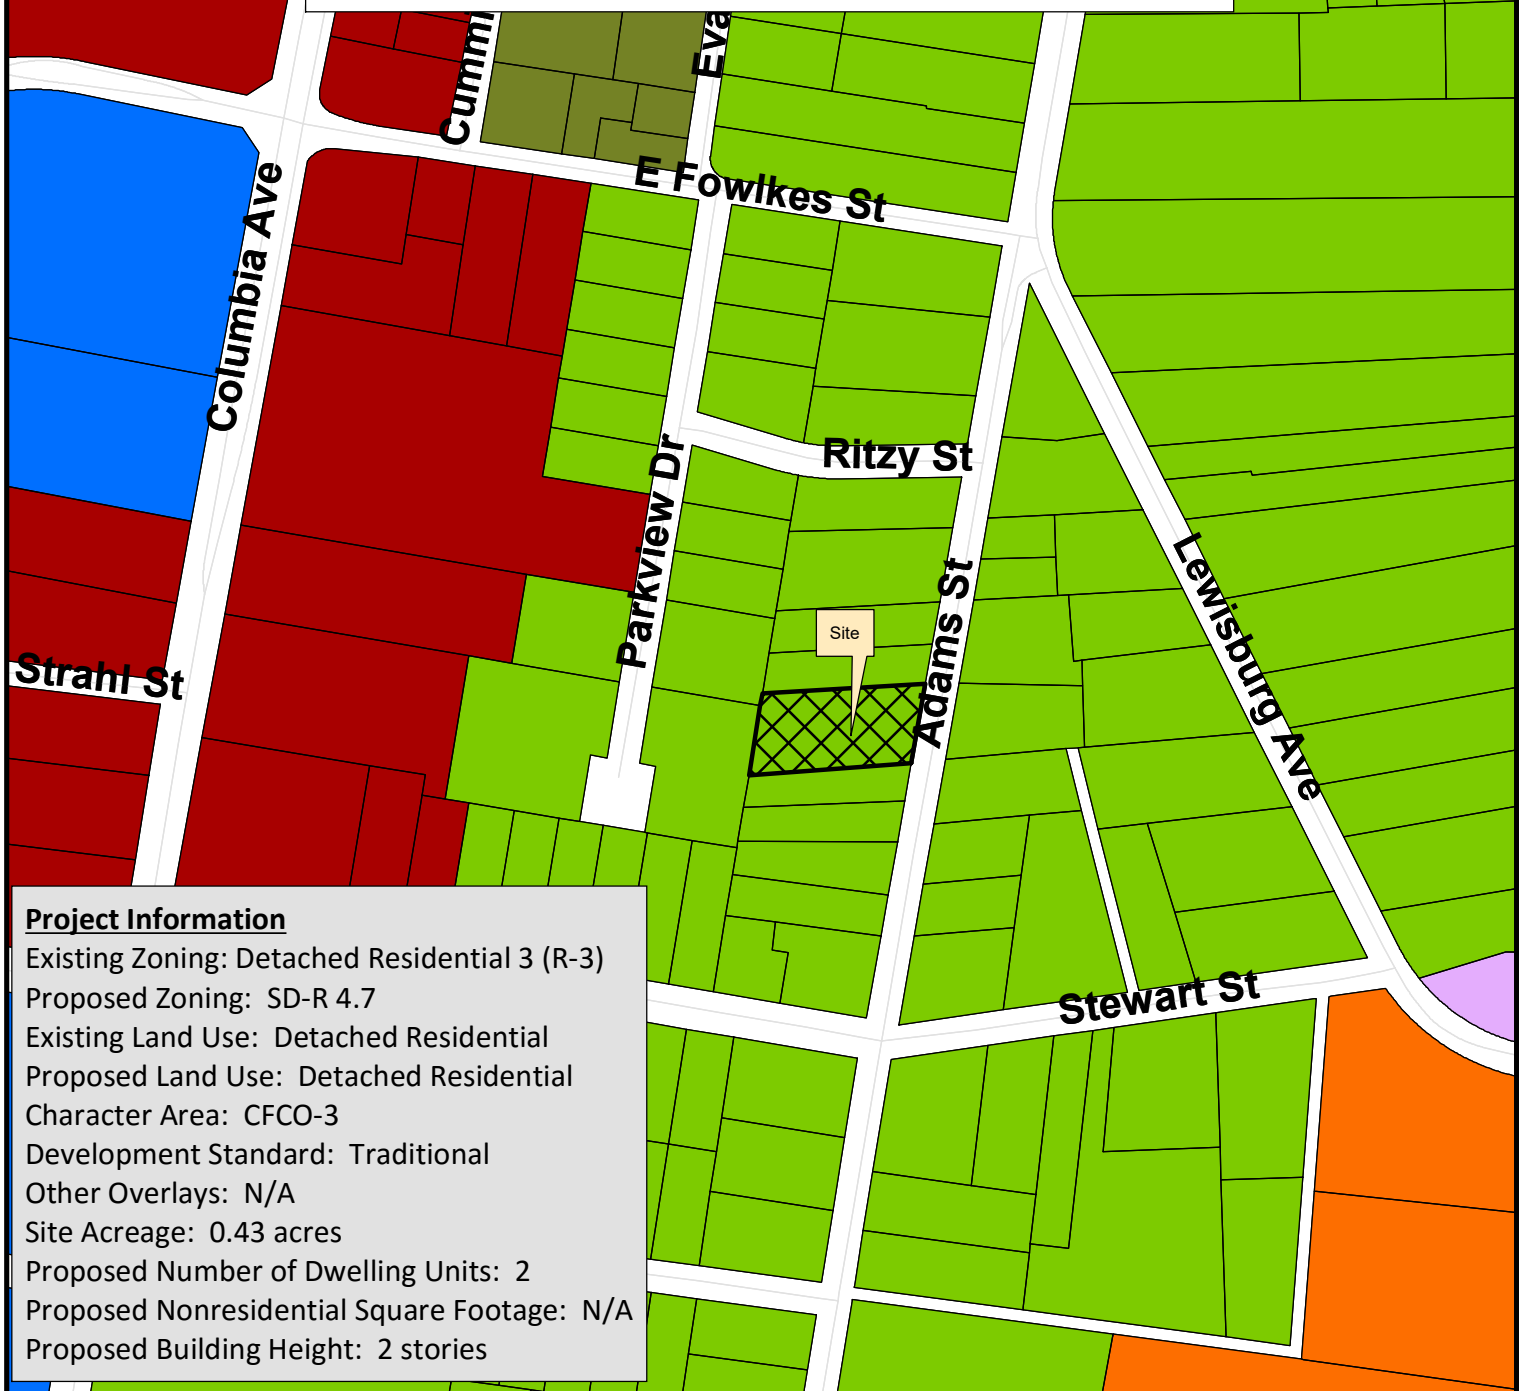 Cummi
Eva
E Fowlkes St
Columbia Ave
Ritzy St
Parkview Dr
Lewisburg Ave
Adams St
Site
Strahl St
Stewart St
Project Information
Existing Zoning: Detached Residential 3 (R-3)
Proposed Zoning: SD-R 4.7
Existing Land Use: Detached Residential
Proposed Land Use: Detached Residential
Character Area: CFCO-3
Development Standard: Traditional
Other Overlays: N/A
Site Acreage: 0.43 acres
Proposed Number of Dwelling Units: 2
Proposed Nonresidential Square Footage: N/A
Proposed Building Height: 2 stories